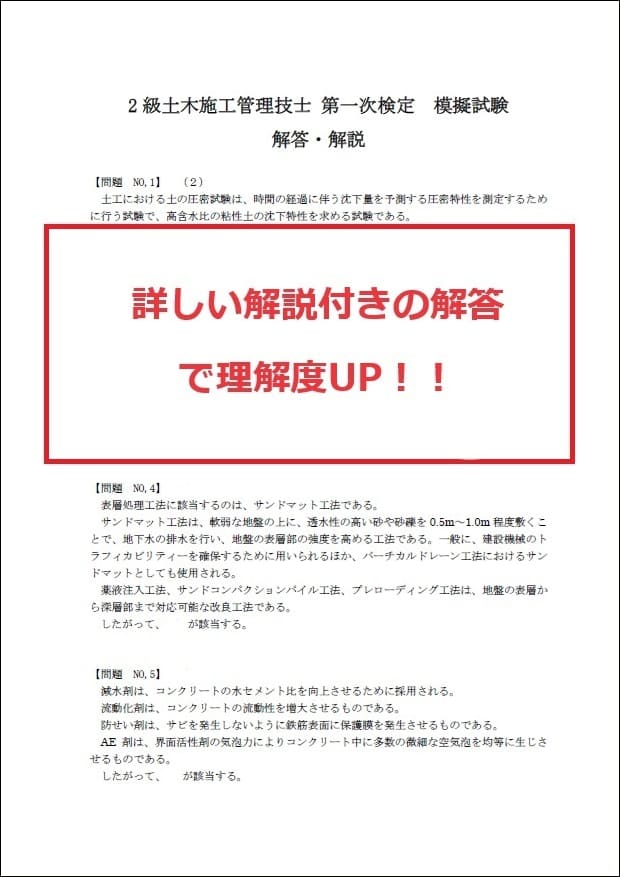 2級土木施工管理技士 第一次検定　模擬試験
解答・解説
【問題　NO,1】　（2）
土工における土の圧密試験は、時間の経過に伴う沈下量を予測する圧密特性を測定するため
に行う試験で、高含水比の粘性土の沈下特性を求める試験である。
詳しい解説付きの解答
で理解度UP！！
【問題　NO,4】
表層処理工法に該当するのは、サンドマット工法である。
サンドマット工法は、軟弱な地盤の上に、透水性の高い砂や砂礫を0.5m～1.0m程度敷くこ
とで、地下水の排水を行い、地盤の表層部の強度を高める工法である。一般に、建設機械のト
ラフィカビリティーを確保するために用いられるほか、バーチカルドレーン工法におけるサン
ドマットとしても使用される。
薬液注入工法、サンドコンパクションパイル工法、プレローディング工法は、地盤の表層か
ら深層部まで対応可能な改良工法である。
したがって、　　が該当する。
【問題　NO,5】
減水剤は、コンクリートの水セメント比を向上させるために採用される。
流動化剤は、コンクリートの流動性を増大させるものである。
防せい剤は、サビを発生しないように鉄筋表面に保護膜を発生させるものである。
AE 剤は、界面活性剤の気泡力によりコンクリート中に多数の微細な空気泡を均等に生じさ
せるものである。
したがって、　　が該当する。